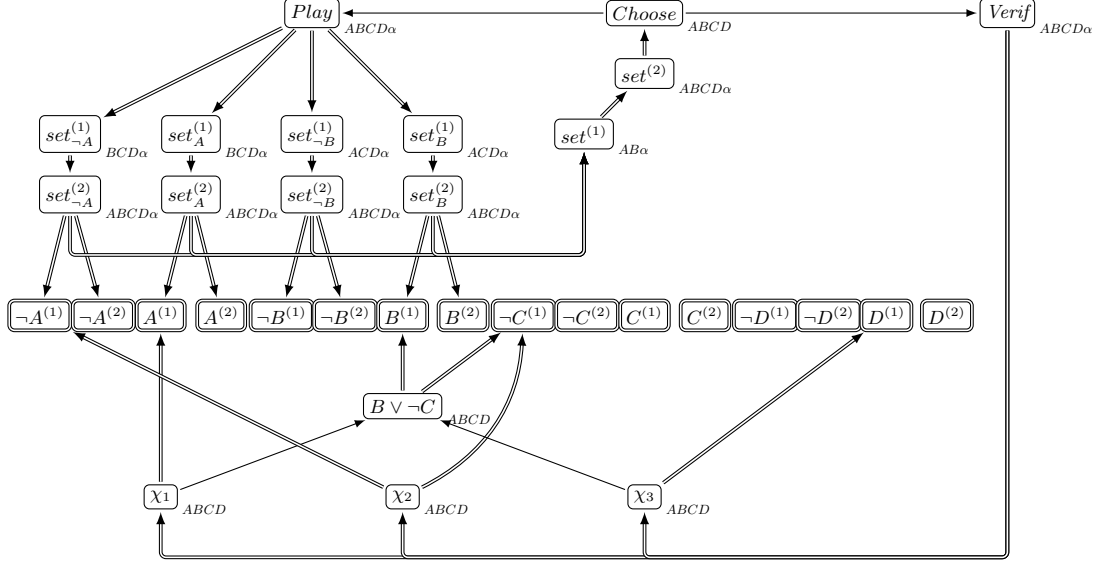 Play ABCDα Choose ABCD Verif ABCDα
set^(2) ABCDα
set^(1)_¬A BCDα set^(1)_A BCDα set^(1)_¬B ACDα set^(1)_B ACDα set^(1) ABα
set^(2)_¬A ABCDα set^(2)_A ABCDα set^(2)_¬B ABCDα set^(2)_B ABCDα
¬A^(1) ¬A^(2) A^(1) A^(2) ¬B^(1) ¬B^(2) B^(1) B^(2) ¬C^(1) ¬C^(2) C^(1) C^(2) ¬D^(1) ¬D^(2) D^(1) D^(2)
B ∨ ¬C ABCD
χ1 ABCD χ2 ABCD χ3 ABCD